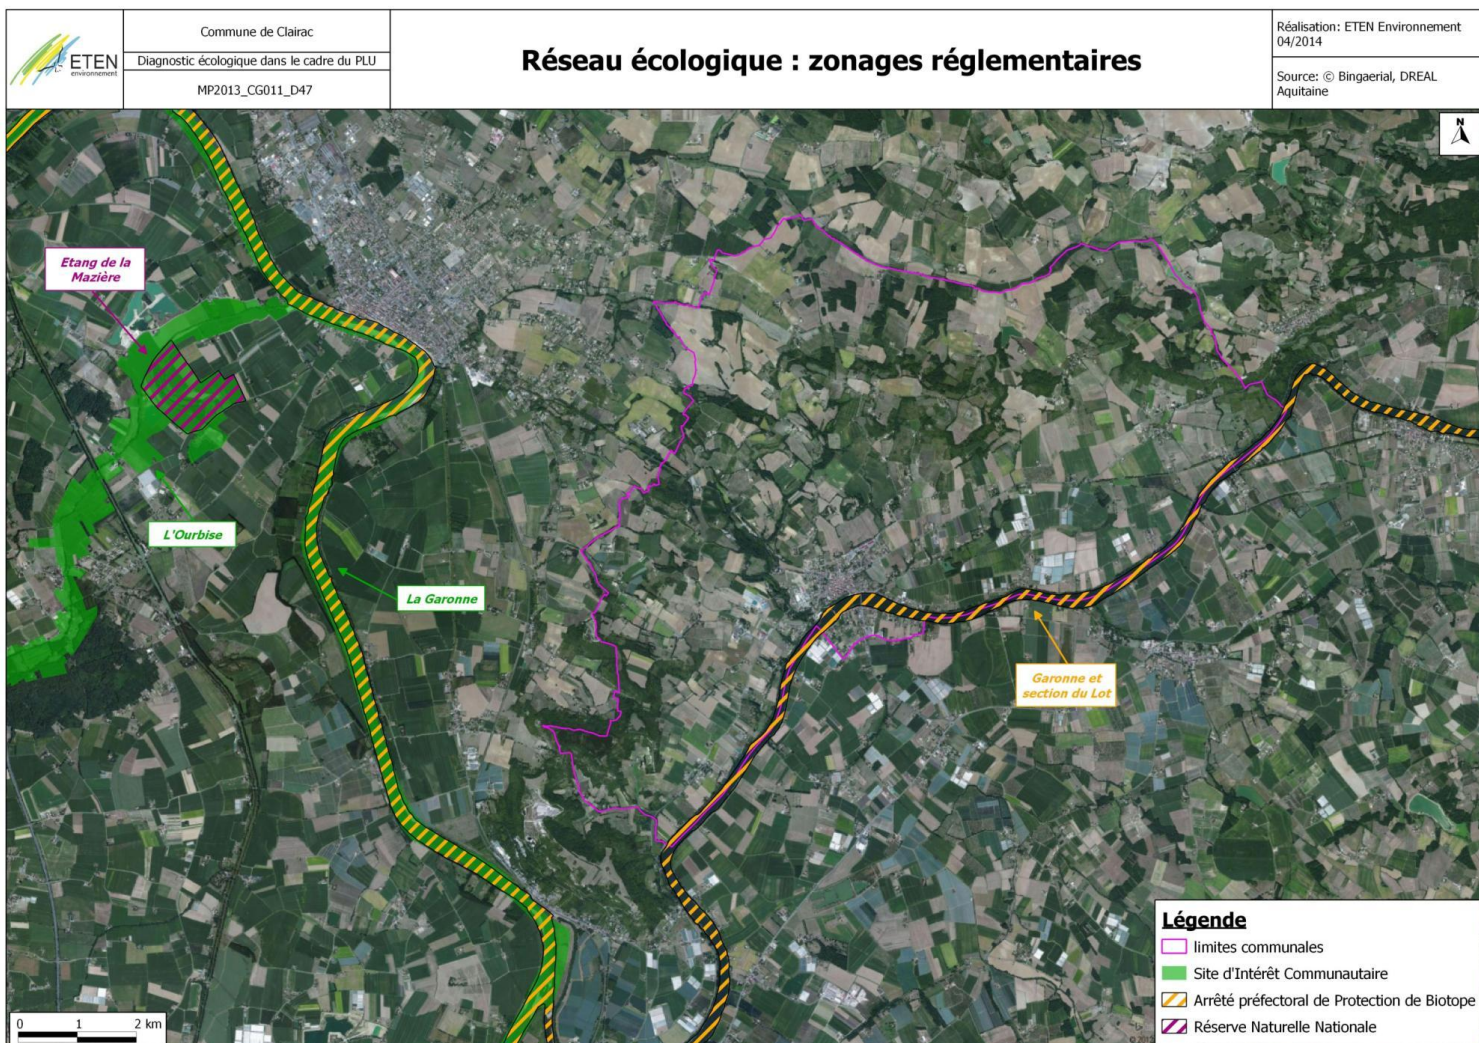 ETEN
environnement
Commune de Clairac
Diagnostic écologique dans le cadre du PLU
MP2013_CG011_D47
Réseau écologique : zonages réglementaires
Réalisation: ETEN Environnement
04/2014
Source: © Bingaerial, DREAL
Aquitaine
N
Etang de la
Mazière
L'Ourbise
La Garonne
Garonne et
section du Lot
Légende
limites communales
Site d'Intérêt Communautaire
Arrêté préfectoral de Protection de Biotope
Réserve Naturelle Nationale
0 1 2 km